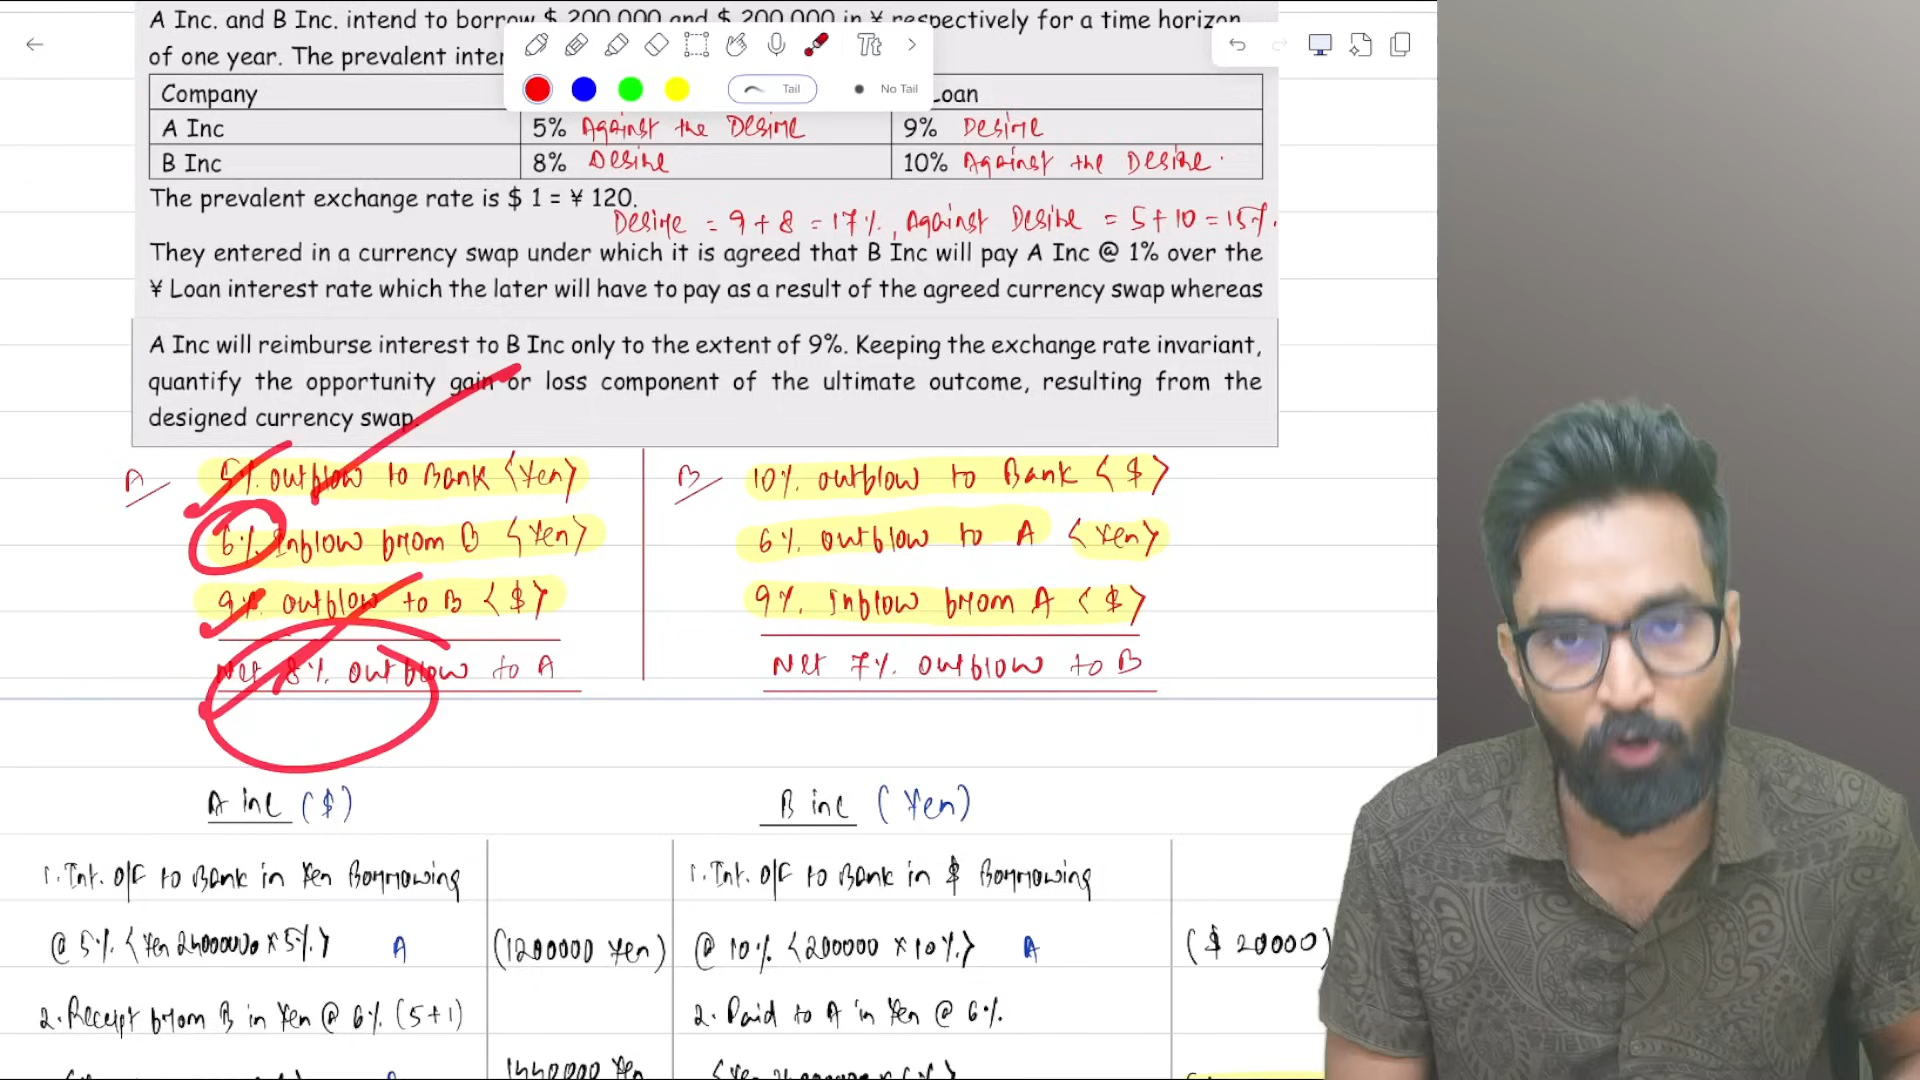 A Inc. and B Inc. intend to borrow $ 200,000 and $ 200,000 in ¥ respectively for a time horizon
of one year. The prevalent inter
Tt
Tail No Tail
Company Loan
A Inc 5% Against the Desire 9% Desire
B Inc 8% Desire 10% Against the Desire.
The prevalent exchange rate is $ 1 = ¥ 120.
Desire = 9 + 8 = 17%, Against Desire = 5 + 10 = 15%.
They entered in a currency swap under which it is agreed that B Inc will pay A Inc @ 1% over the
¥ Loan interest rate which the later will have to pay as a result of the agreed currency swap whereas
A Inc will reimburse interest to B Inc only to the extent of 9%. Keeping the exchange rate invariant,
quantify the opportunity gain or loss component of the ultimate outcome, resulting from the
designed currency swap.
A 5% outflow to Bank <Yen>
6% Inflow from B <Yen>
9% outflow to B <$>
Net 8% outflow to A
B 10% outflow to Bank <$>
6% outflow to A <Yen>
9% Inflow from A <$>
Net 7% outflow to B
A inc ($)
1. Int. O/F to Bank in Yen Borrowing
@ 5% <Yen 24000000 x 5%> A (1200000 Yen)
2. Receipt from B in Yen @ 6% (5+1)
1440000 Yen
B inc (Yen)
1. Int. O/F to Bank in $ Borrowing
@ 10% <200000 x 10%> A ($ 20000)
2. Paid to A in Yen @ 6%